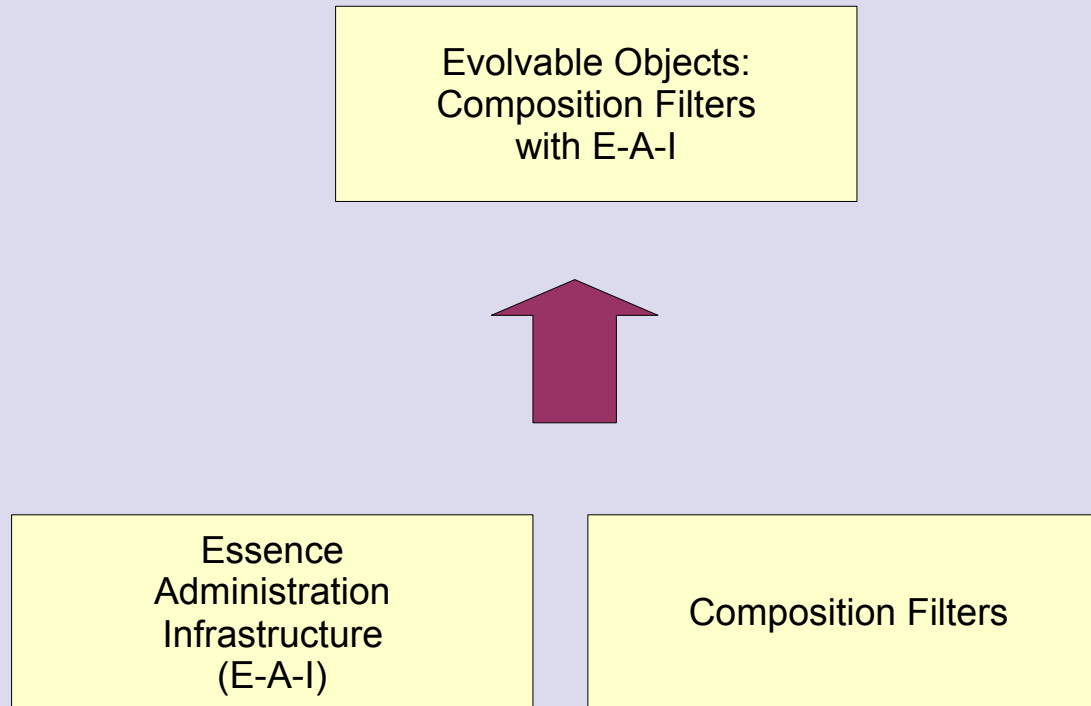 Evolvable Objects:
Composition Filters
with E-A-I
Essence
Administration
Infrastructure
(E-A-I)
Composition Filters